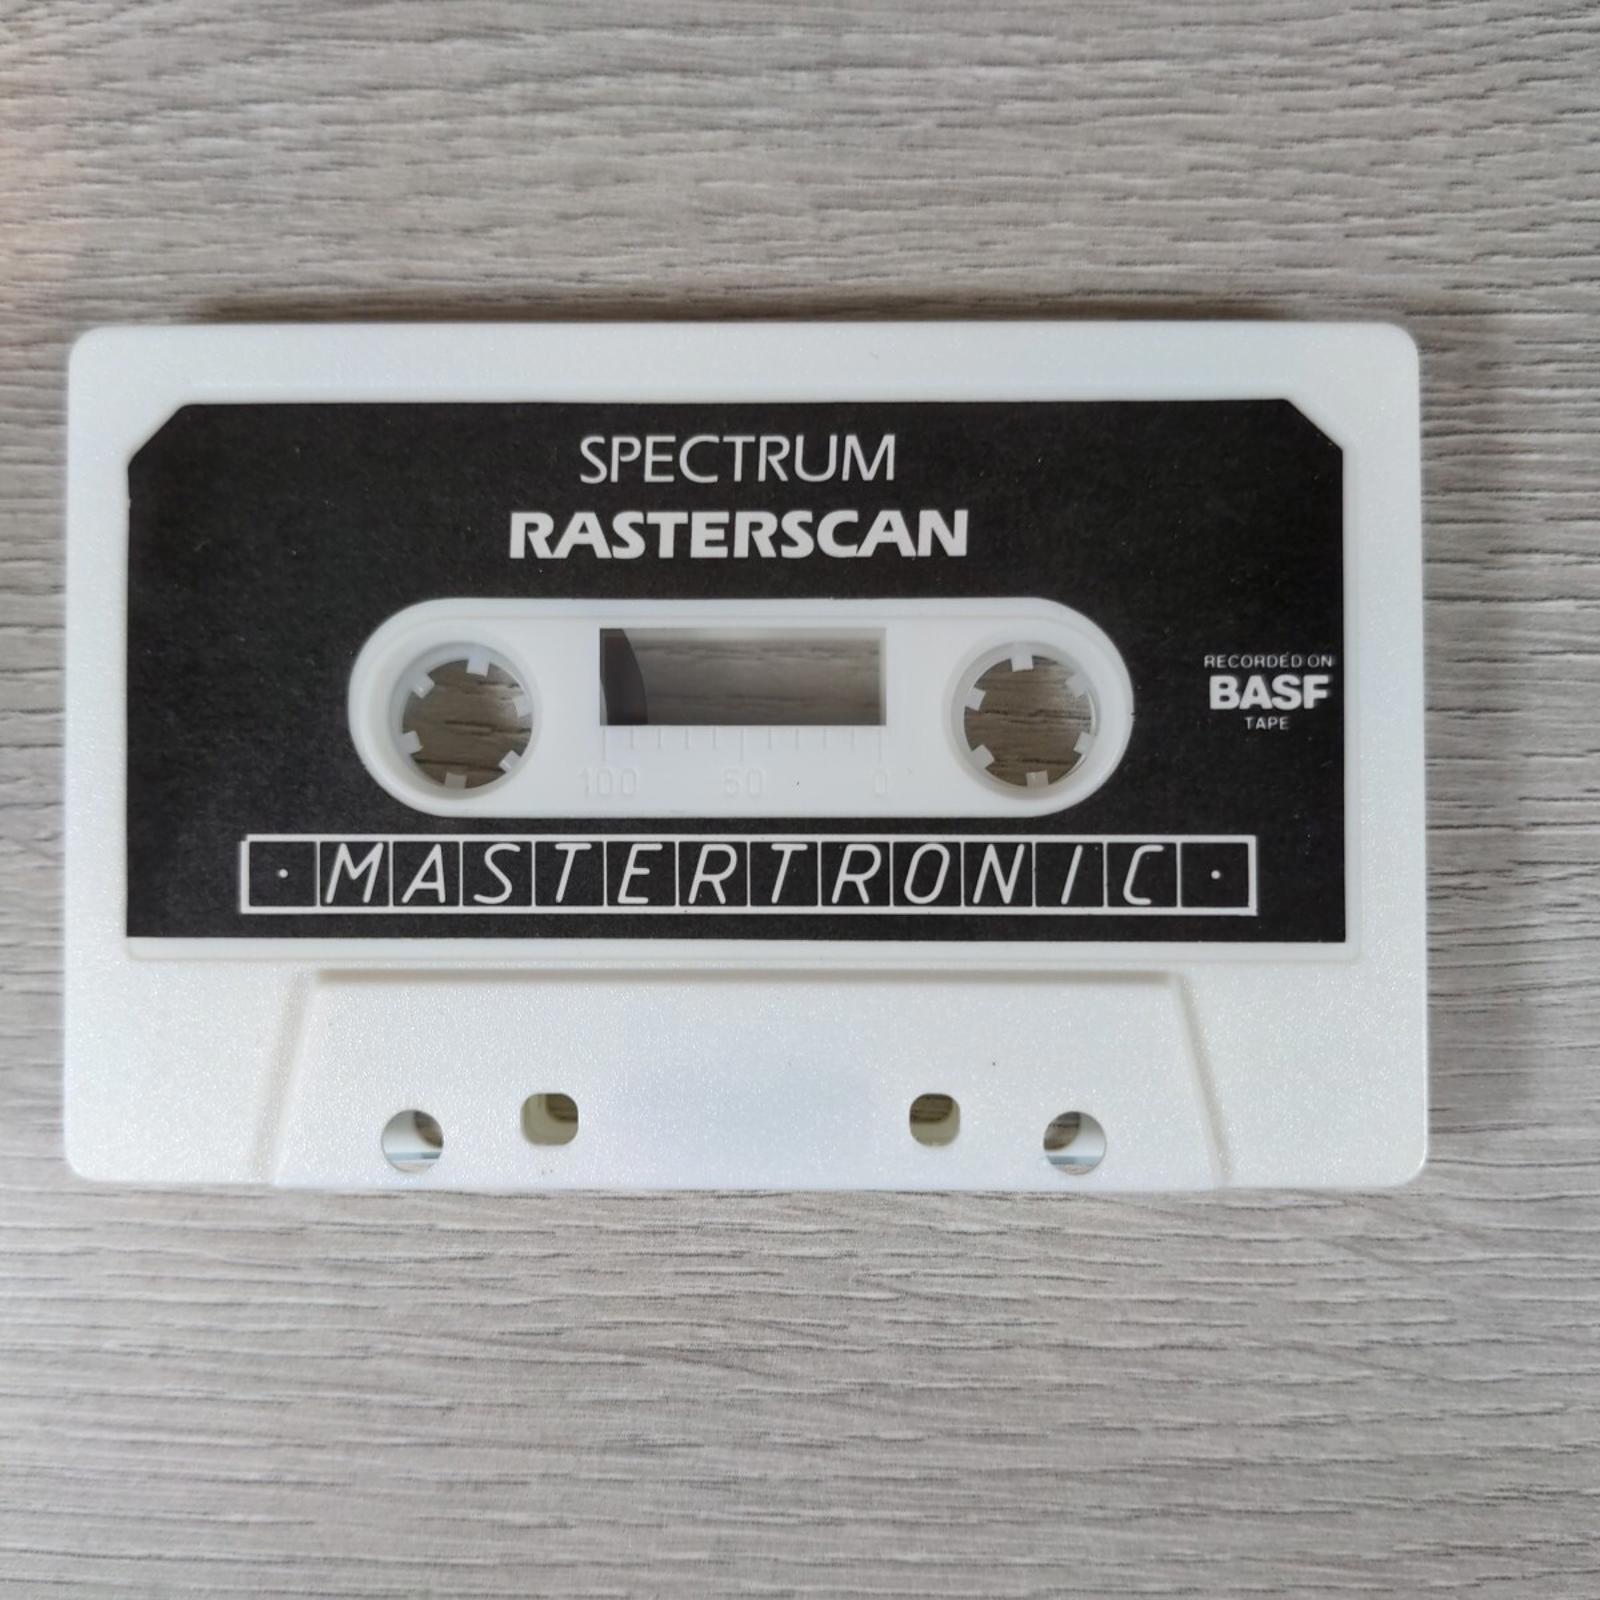 SPECTRUM
RASTERSCAN
RECORDED ON
BASF
TAPE
100 50 0
·MASTERTRONIC·